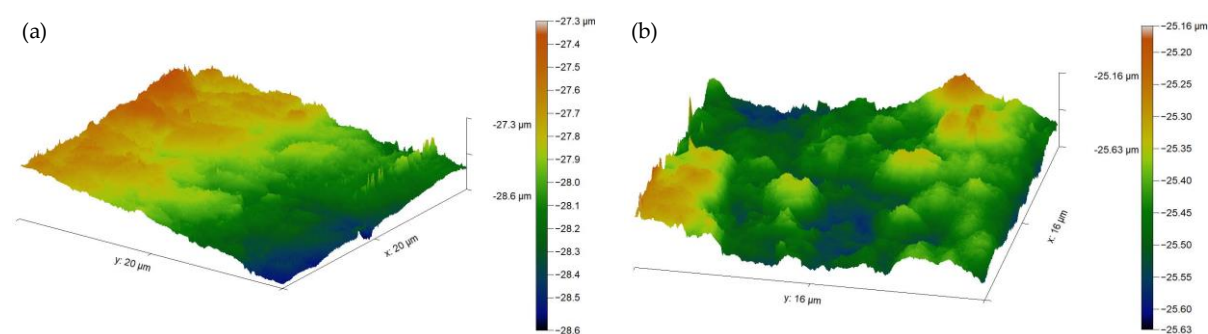 (a)
−27.3 µm
−27.4
−27.5
−27.6
−27.7
−27.8
−27.9
−28.0
−28.1
−28.2
−28.3
−28.4
−28.5
−28.6
-27.3 µm
-28.6 µm
x: 20 µm
y: 20 µm
(b)
−25.16 µm
−25.20
−25.25
−25.30
−25.35
−25.40
−25.45
−25.50
−25.55
−25.60
−25.63
-25.16 µm
-25.63 µm
x: 16 µm
y: 16 µm